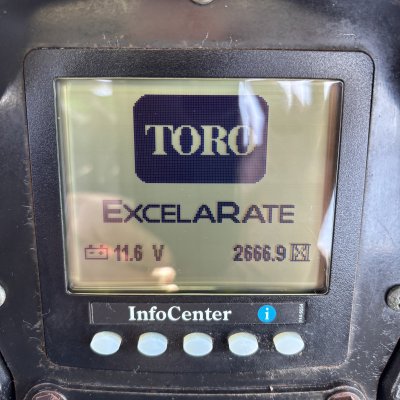 TORO
EXCELARATE
11.6 V 2666.9
InfoCenter i